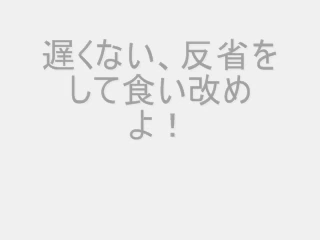 遅くない、反省を
して食い改め
よ！